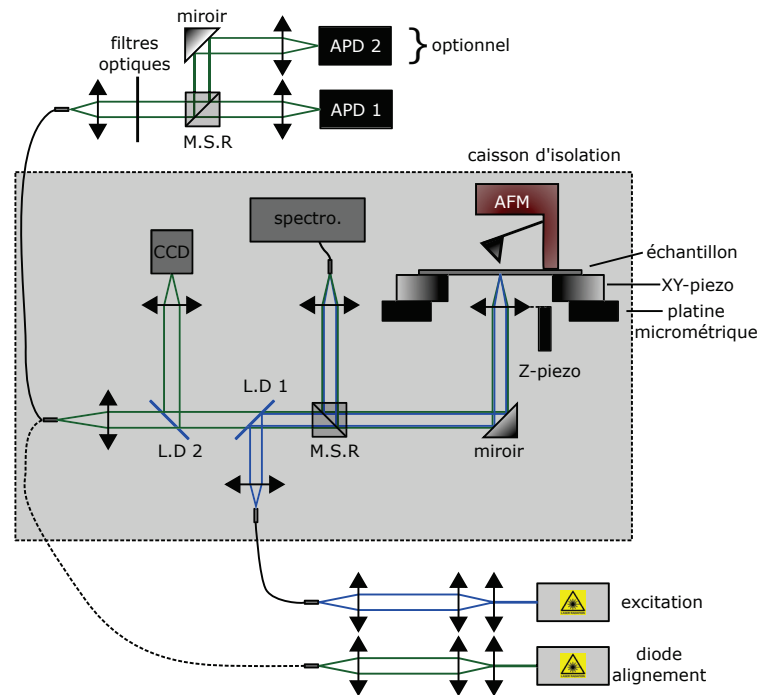 miroir
filtres
optiques
APD 2
optionnel
APD 1
M.S.R
caisson d'isolation
AFM
spectro.
CCD
échantillon
XY-piezo
platine
micrométrique
Z-piezo
L.D 1
L.D 2
M.S.R
miroir
excitation
diode
alignement